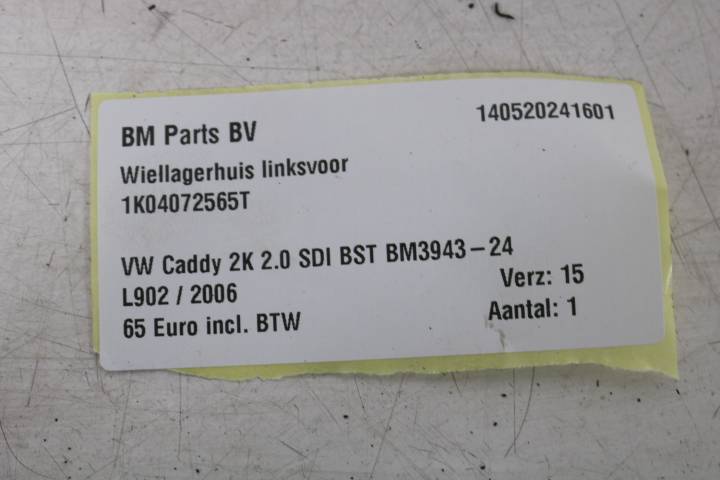 BM Parts BV
140520241601
Wiellagerhuis linksvoor
1K04072565T
VW Caddy 2K 2.0 SDI BST BM3943-24
L902 / 2006
Verz: 15
65 Euro incl. BTW
Aantal: 1